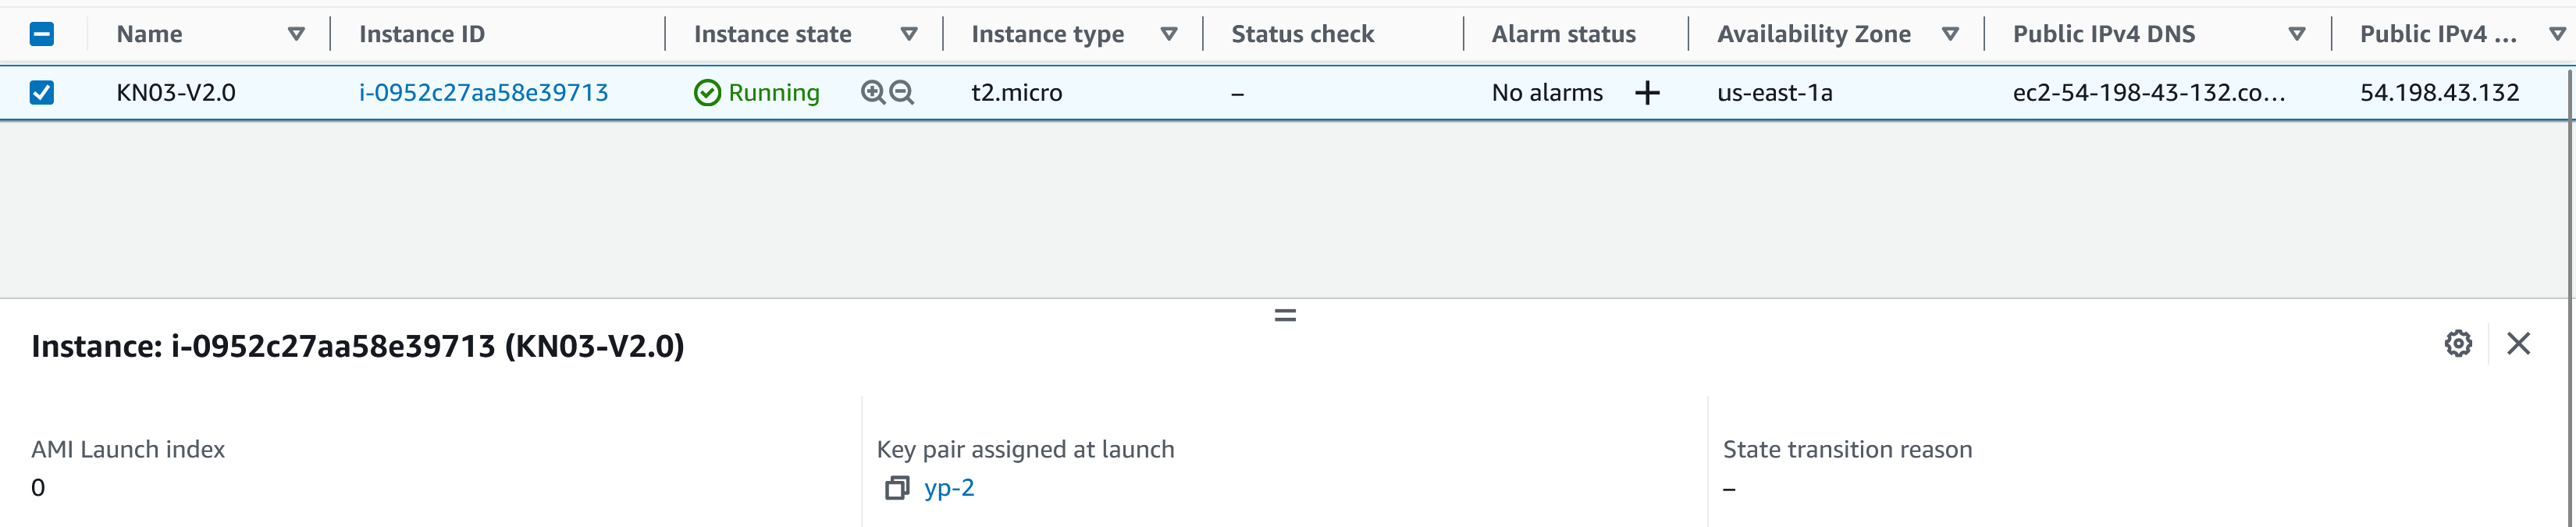 Name Instance ID Instance state Instance type Status check Alarm status Availability Zone Public IPv4 DNS Public IPv4 ...
KN03-V2.0 i-0952c27aa58e39713 Running t2.micro – No alarms + us-east-1a ec2-54-198-43-132.co... 54.198.43.132
Instance: i-0952c27aa58e39713 (KN03-V2.0)
AMI Launch index Key pair assigned at launch State transition reason
0 yp-2 –